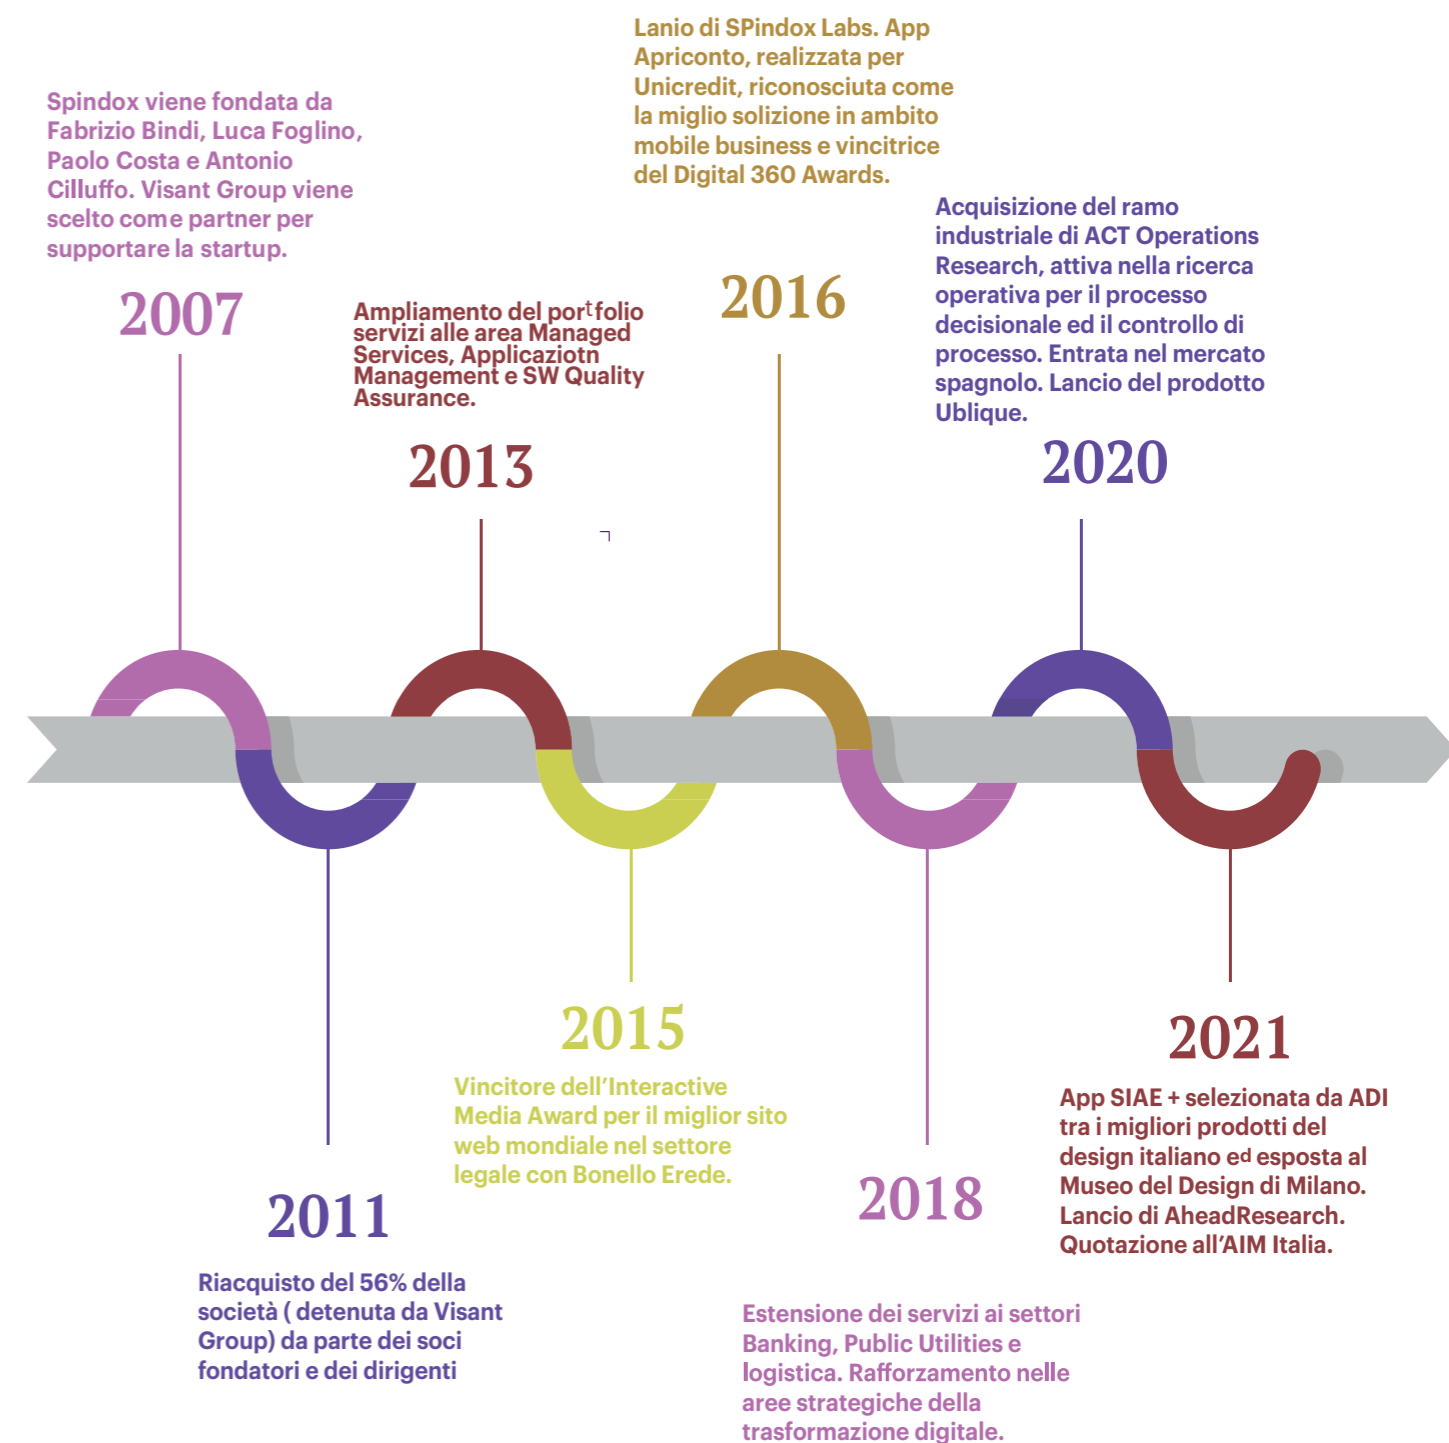 Spindox viene fondata da
Fabrizio Bindi, Luca Foglino,
Paolo Costa e Antonio
Cilluffo. Visant Group viene
scelto come partner per
supportare la startup.
2007
2011
Riacquisto del 56% della
società ( detenuta da Visant
Group) da parte dei soci
fondatori e dei dirigenti
Ampliamento del portfolio
servizi alle area Managed
Services, Applicaziotn
Management e SW Quality
Assurance.
2013
2015
Vincitore dell’Interactive
Media Award per il miglior sito
web mondiale nel settore
legale con Bonello Erede.
Lanio di SPindox Labs. App
Apriconto, realizzata per
Unicredit, riconosciuta come
la miglio solizione in ambito
mobile business e vincitrice
del Digital 360 Awards.
2016
2018
Estensione dei servizi ai settori
Banking, Public Utilities e
logistica. Rafforzamento nelle
aree strategiche della
trasformazione digitale.
Acquisizione del ramo
industriale di ACT Operations
Research, attiva nella ricerca
operativa per il processo
decisionale ed il controllo di
processo. Entrata nel mercato
spagnolo. Lancio del prodotto
Ublique.
2020
2021
App SIAE + selezionata da ADI
tra i migliori prodotti del
design italiano ed esposta al
Museo del Design di Milano.
Lancio di AheadResearch.
Quotazione all’AIM Italia.